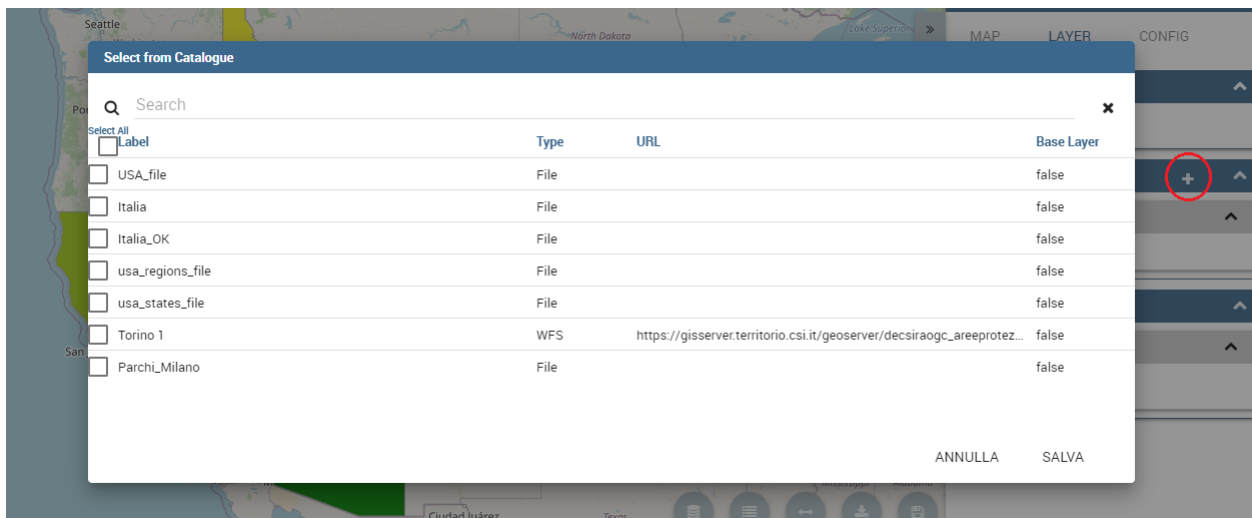 Seattle
North Dakota
Lake Superior
»
MAP LAYER CONFIG
Select from Catalogue
Search
Select All
Label Type URL Base Layer
USA_file File false
Italia File false
Italia_OK File false
usa_regions_file File false
usa_states_file File false
Torino 1 WFS https://gisserver.territorio.csi.it/geoserver/decsiraogc_areeprotez... false
San
Parchi_Milano File false
ANNULLA SALVA
Ciudad Juárez
Texas